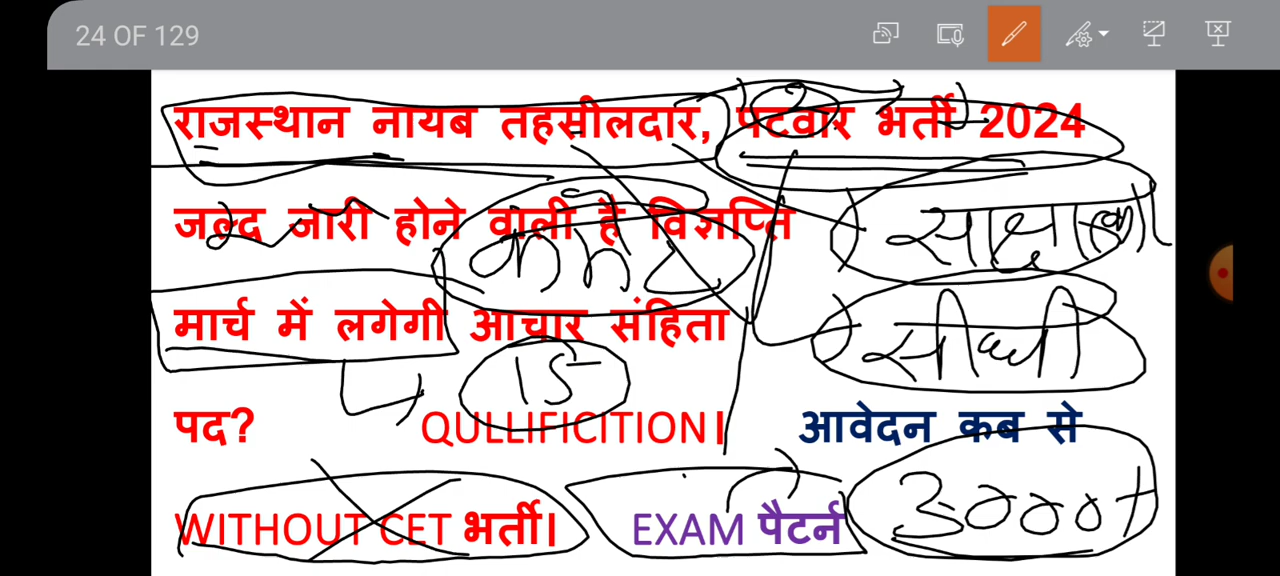 24 OF 129
राजस्थान नायब तहसीलदार, पटवार भर्ती 2024
जल्द जारी होने वाली है विज्ञप्ति
मार्च में लगेगी आचार संहिता
15
पद? QULLIFICITION। आवेदन कब से
3000+
WITHOUT CET भर्ती। EXAM पैटर्न